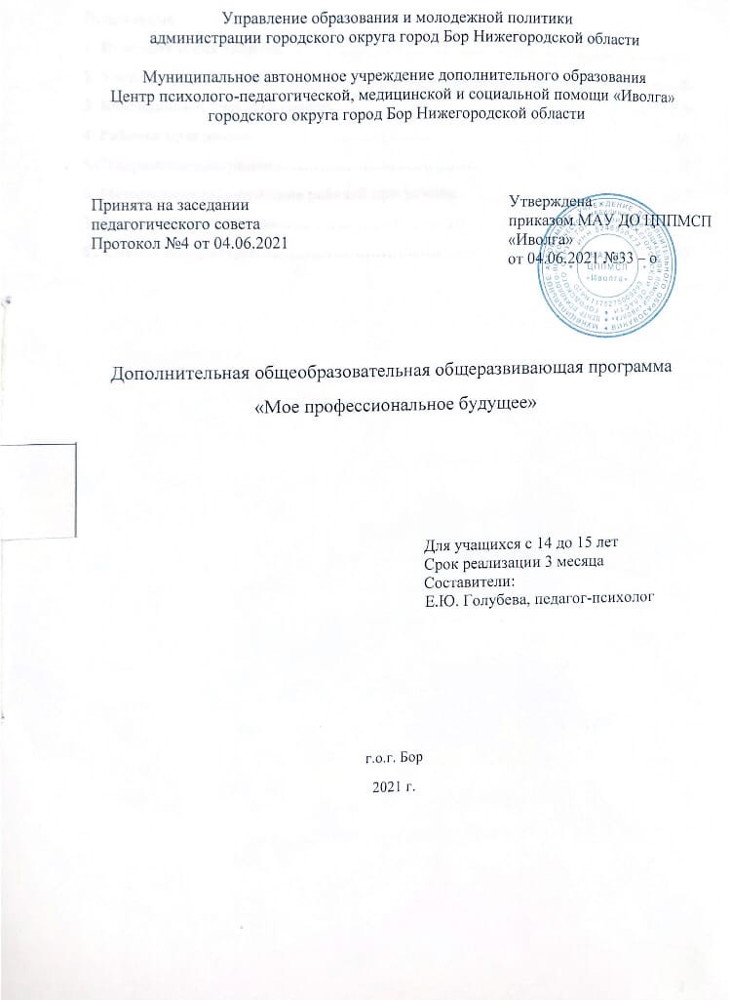 Управление образования и молодежной политики
администрации городского округа город Бор Нижегородской области
Муниципальное автономное учреждение дополнительного образования
Центр психолого-педагогической, медицинской и социальной помощи «Иволга»
городского округа город Бор Нижегородской области
Принята на заседании
педагогического совета
Протокол №4 от 04.06.2021
Утверждена
приказом МАУ ДО ЦППМСП
«Иволга»
от 04.06.2021 №33 – о
ЦППМСП
«Иволга»
Дополнительная общеобразовательная общеразвивающая программа
«Мое профессиональное будущее»
Для учащихся с 14 до 15 лет
Срок реализации 3 месяца
Составители:
Е.Ю. Голубева, педагог-психолог
г.о.г. Бор
2021 г.